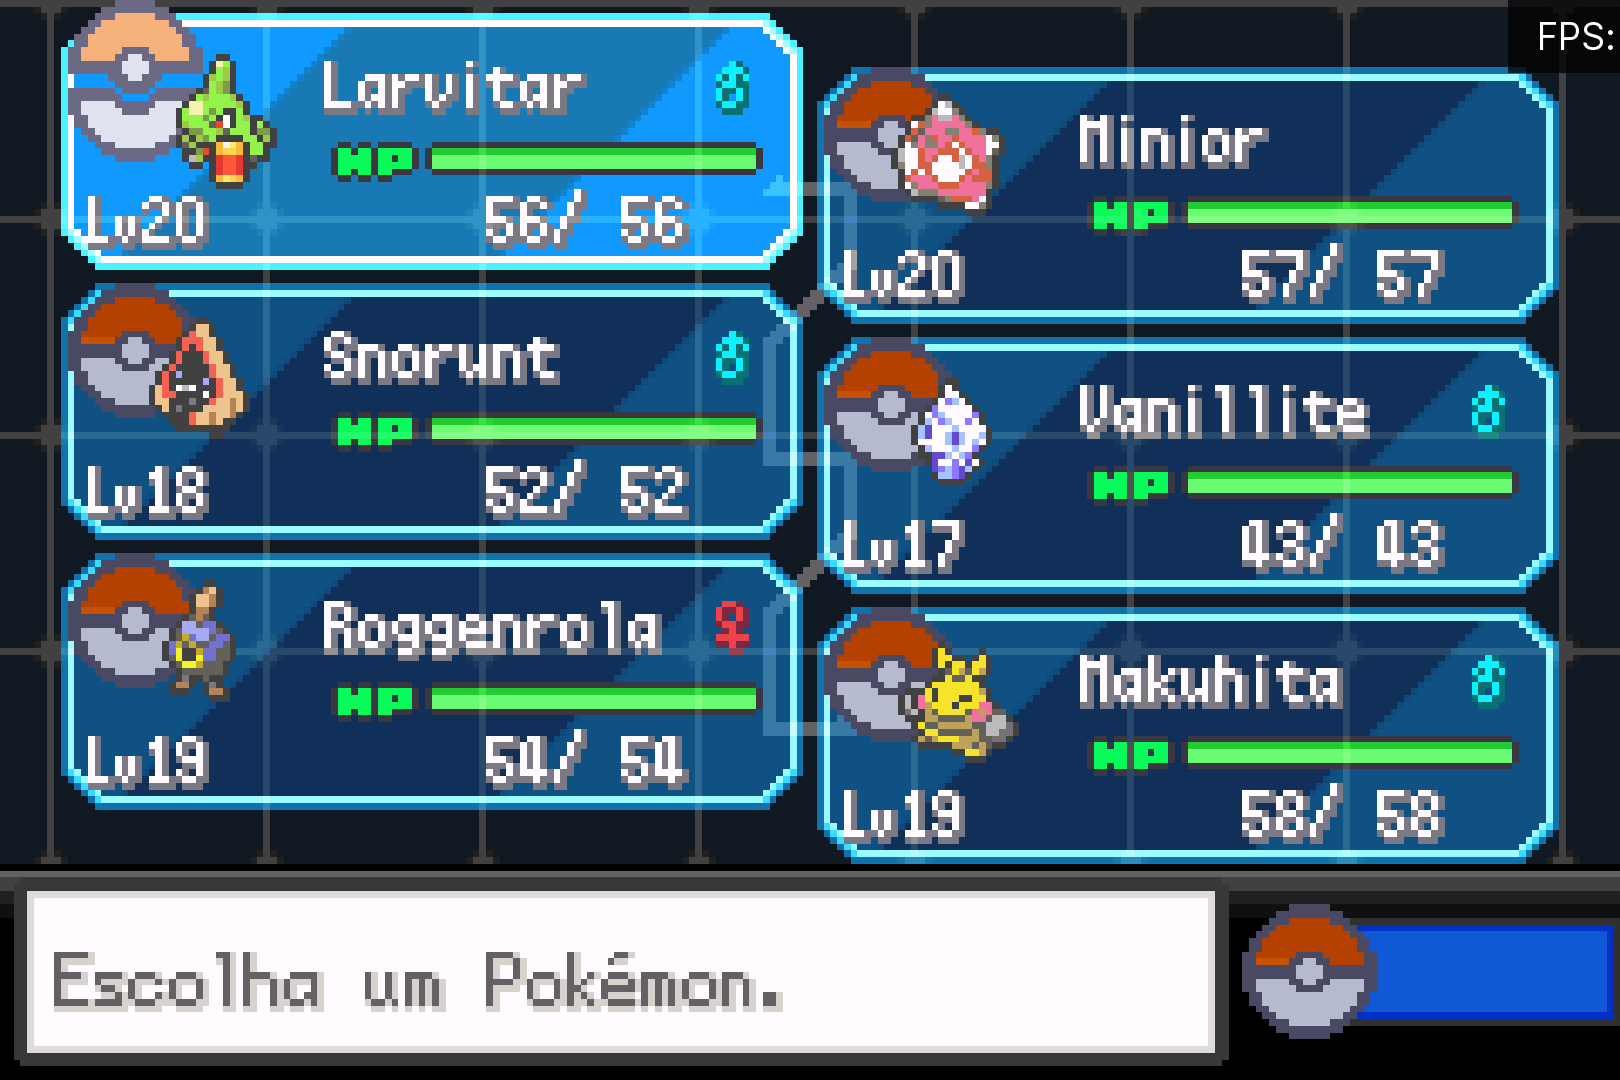 FPS:
Larvitar ♂
HP
Lv20 56/ 56
Minior
HP
Lv20 57/ 57
Snorunt ♂
HP
Lv18 52/ 52
Vanillite ♂
HP
Lv17 43/ 43
Roggenrola ♀
HP
Lv19 54/ 54
Makuhita ♂
HP
Lv19 58/ 58
Escolha um Pokémon.